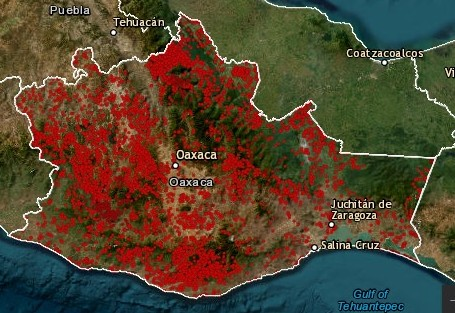 Puebla
Tehuacán
Coatzacoalcos
Vi
Oaxaca
Oaxaca
Juchitán de
Zaragoza
Salina Cruz
Gulf of
Tehuantepec